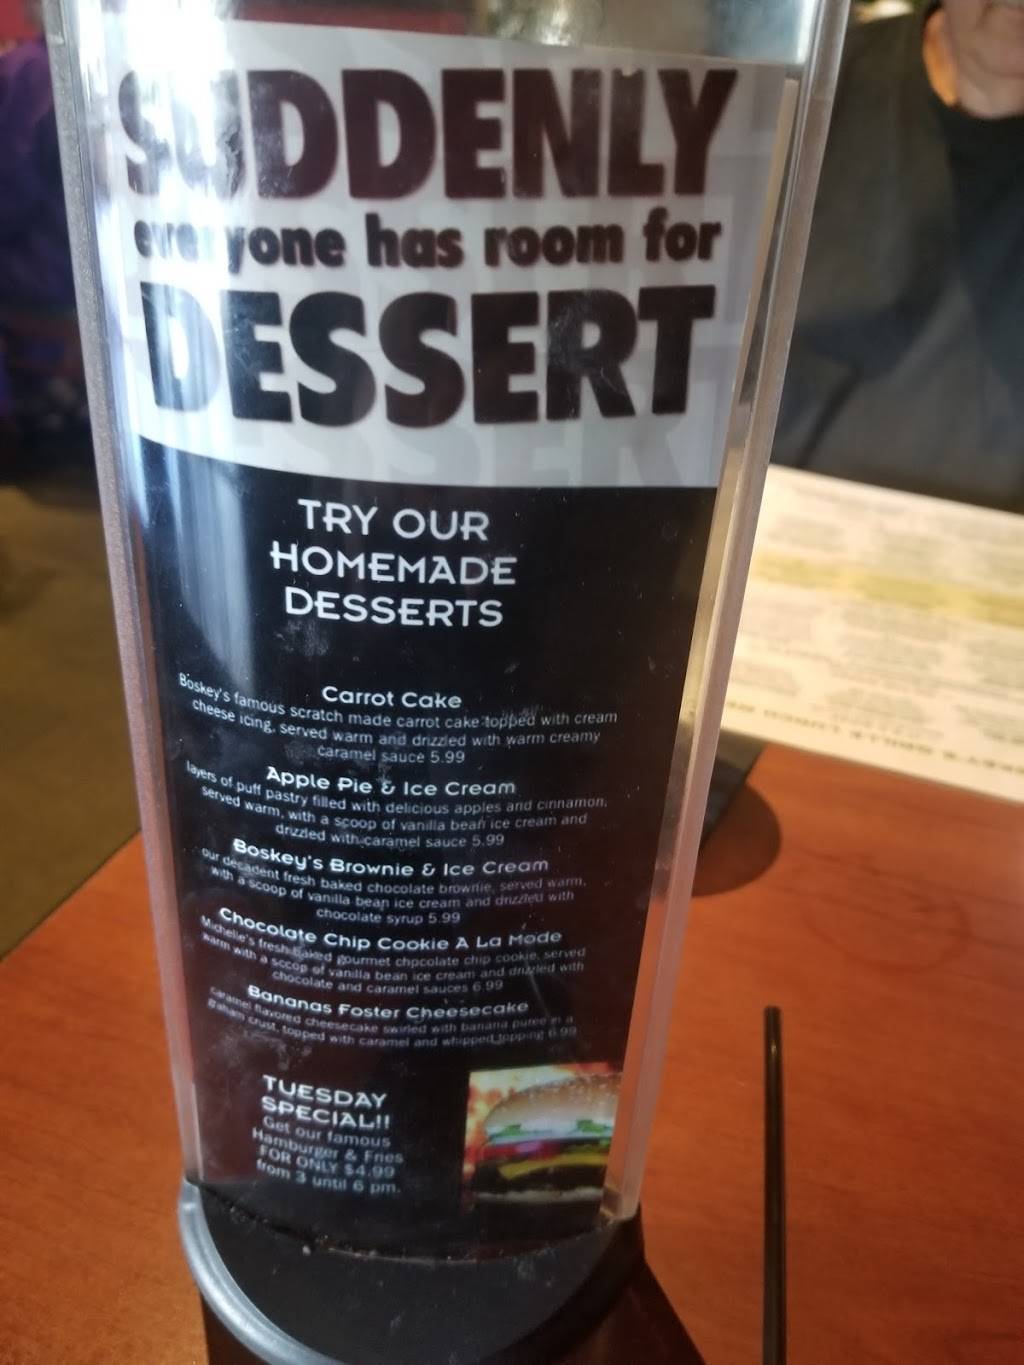 SUDDENLY
everyone has room for
DESSERT
TRY OUR
HOMEMADE
DESSERTS
Carrot Cake
Boskey's famous scratch made carrot cake topped with cream
cheese icing, served warm and drizzled with warm creamy
caramel sauce 5.99
Apple Pie & Ice Cream
layers of puff pastry filled with delicious apples and cinnamon,
served warm, with a scoop of vanilla bean ice cream and
drizzled with caramel sauce 5.99
Boskey's Brownie & Ice Cream
our decadent fresh baked chocolate brownie, served warm,
with a scoop of vanilla bean ice cream and drizzled with
chocolate syrup 5.99
Chocolate Chip Cookie A La Mode
Michelle's fresh baked gourmet chocolate chip cookie, served
warm with a scoop of vanilla bean ice cream and drizzled with
chocolate and caramel sauces 6.99
Bananas Foster Cheesecake
caramel flavored cheesecake swirled with banana puree in a
graham crust, topped with caramel and whipped topping 6.99
TUESDAY
SPECIAL!!
Get our famous
Hamburger & Fries
FOR ONLY $4.99
from 3 until 6 pm.